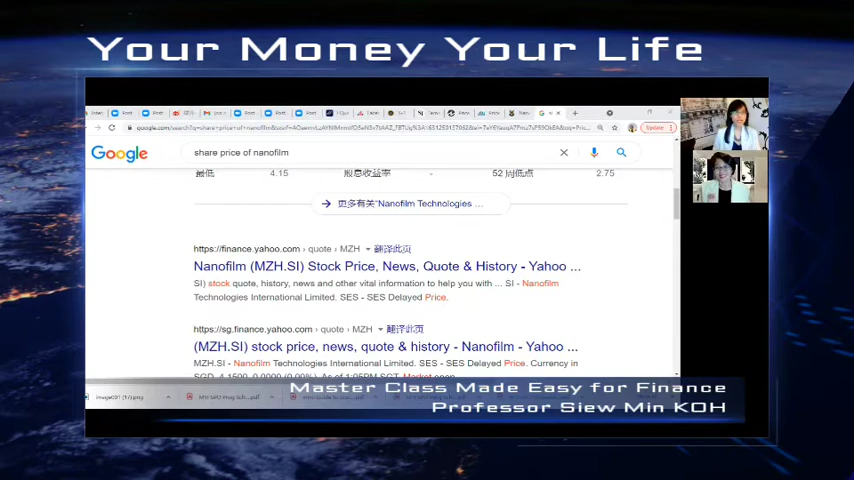 Your Money Your Life
Update
Google
share price of nanofilm
最低 4.15 股息收益率 - 52 周低点 2.75
更多有关"Nanofilm Technologies ...
https://finance.yahoo.com › quote › MZH 翻译此页
Nanofilm (MZH.SI) Stock Price, News, Quote & History - Yahoo ...
SI) stock quote, history, news and other vital information to help you with ... SI - Nanofilm
Technologies International Limited. SES - SES Delayed Price.
https://sg.finance.yahoo.com › quote › MZH 翻译此页
(MZH.SI) stock price, news, quote & history - Nanofilm - Yahoo ...
MZH.SI - Nanofilm Technologies International Limited. SES - SES Delayed Price. Currency in
Master Class Made Easy for Finance
Professor Siew Min KOH